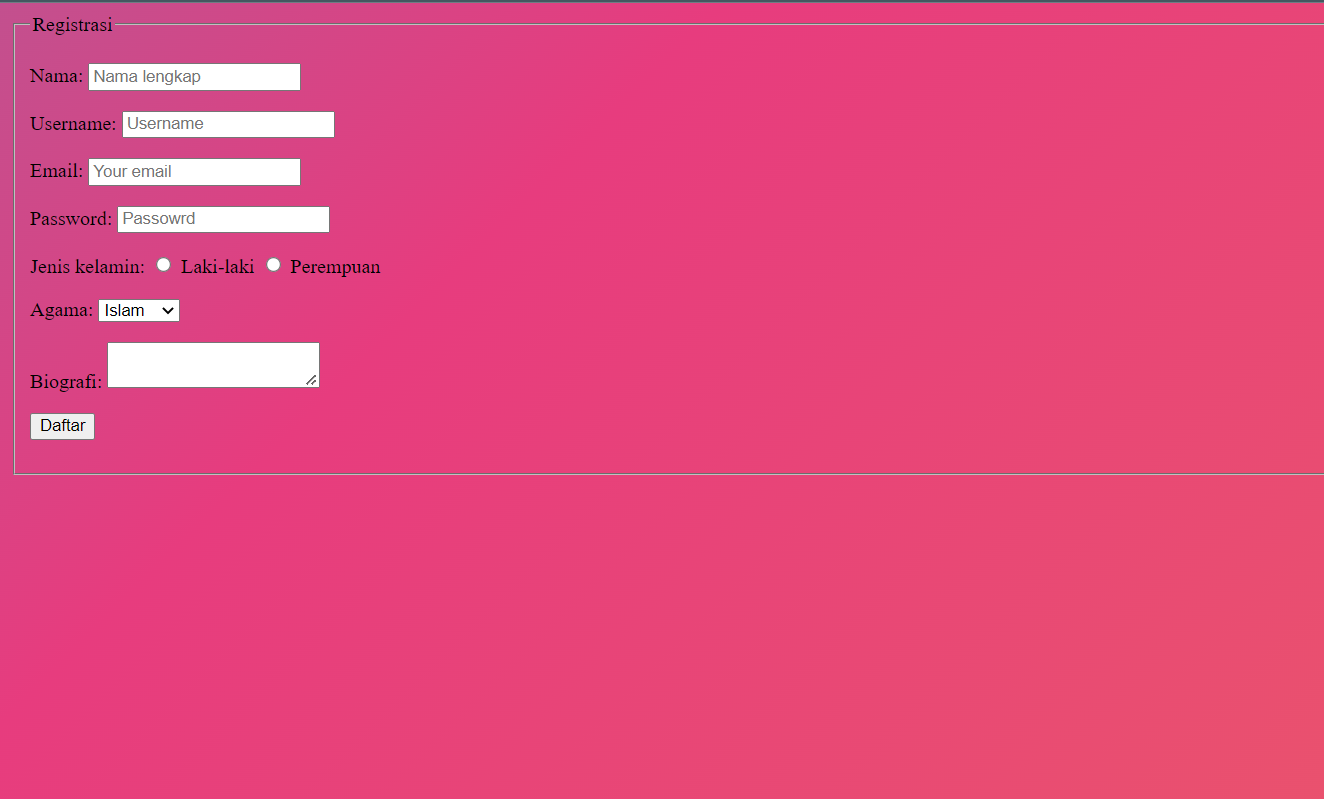 Registrasi
Nama: Nama lengkap
Username: Username
Email: Your email
Password: Passowrd
Jenis kelamin: Laki-laki Perempuan
Agama: Islam
Biografi:
Daftar